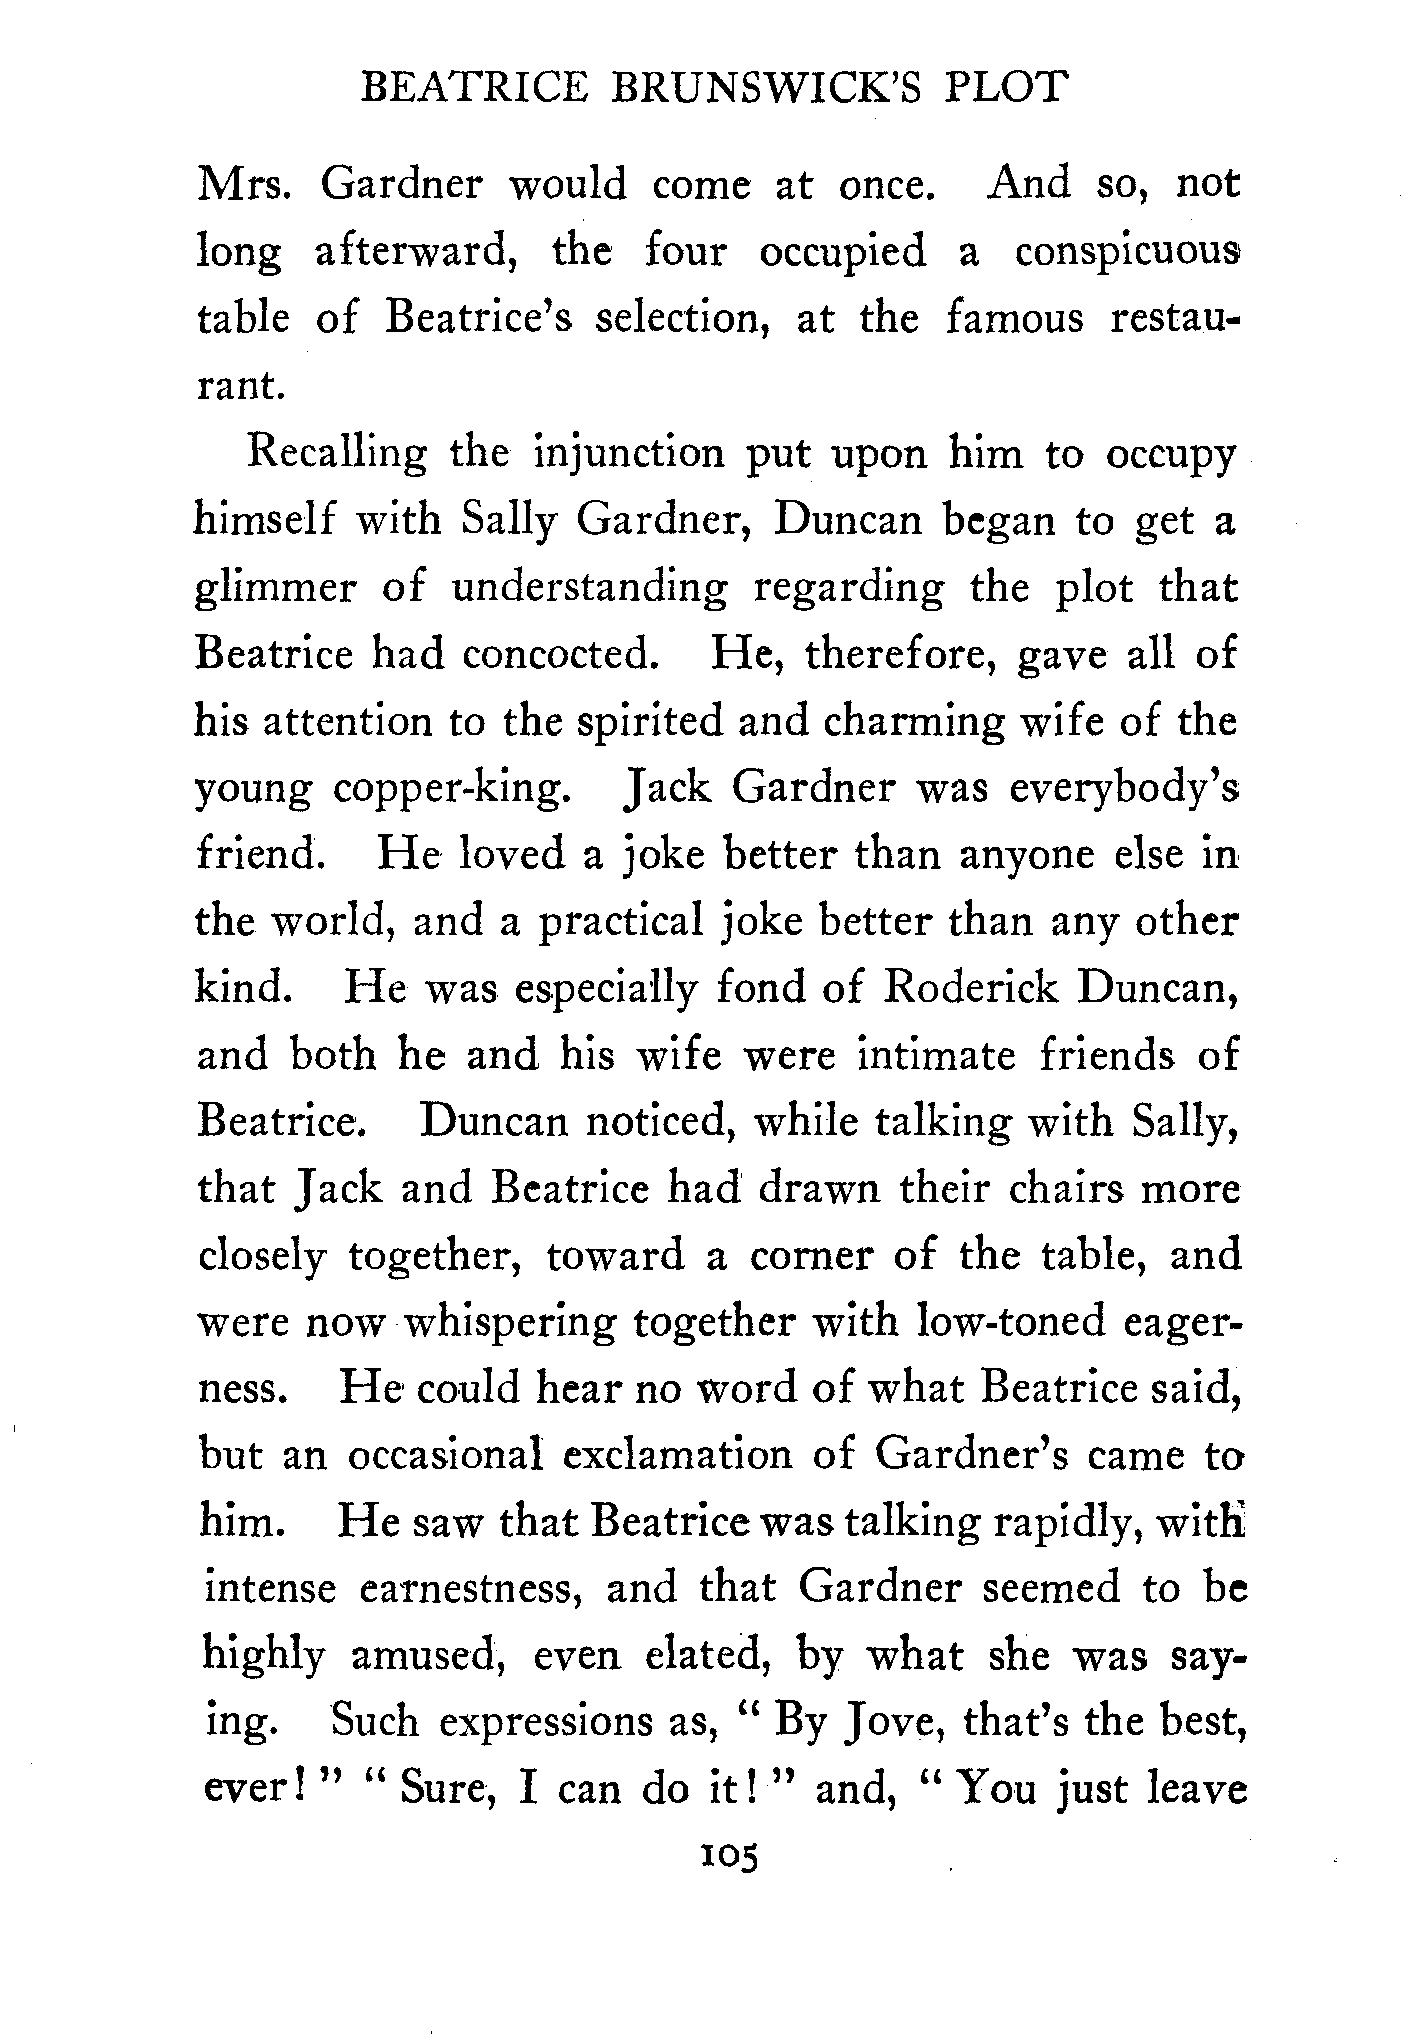 BEATRICE BRUNSWICK'S PLOT
Mrs. Gardner would come at once. And so, not
long afterward, the four occupied a conspicuous
table of Beatrice's selection, at the famous restau-
rant.
Recalling the injunction put upon him to occupy
himself with Sally Gardner, Duncan began to get a
glimmer of understanding regarding the plot that
Beatrice had concocted. He, therefore, gave all of
his attention to the spirited and charming wife of the
young copper-king. Jack Gardner was everybody's
friend. He loved a joke better than anyone else in
the world, and a practical joke better than any other
kind. He was especially fond of Roderick Duncan,
and both he and his wife were intimate friends of
Beatrice. Duncan noticed, while talking with Sally,
that Jack and Beatrice had drawn their chairs more
closely together, toward a corner of the table, and
were now whispering together with low-toned eager-
ness. He could hear no word of what Beatrice said,
but an occasional exclamation of Gardner's came to
him. He saw that Beatrice was talking rapidly, with
intense earnestness, and that Gardner seemed to be
highly amused, even elated, by what she was say-
ing. Such expressions as, " By Jove, that's the best,
ever! " " Sure, I can do it! " and, " You just leave
105